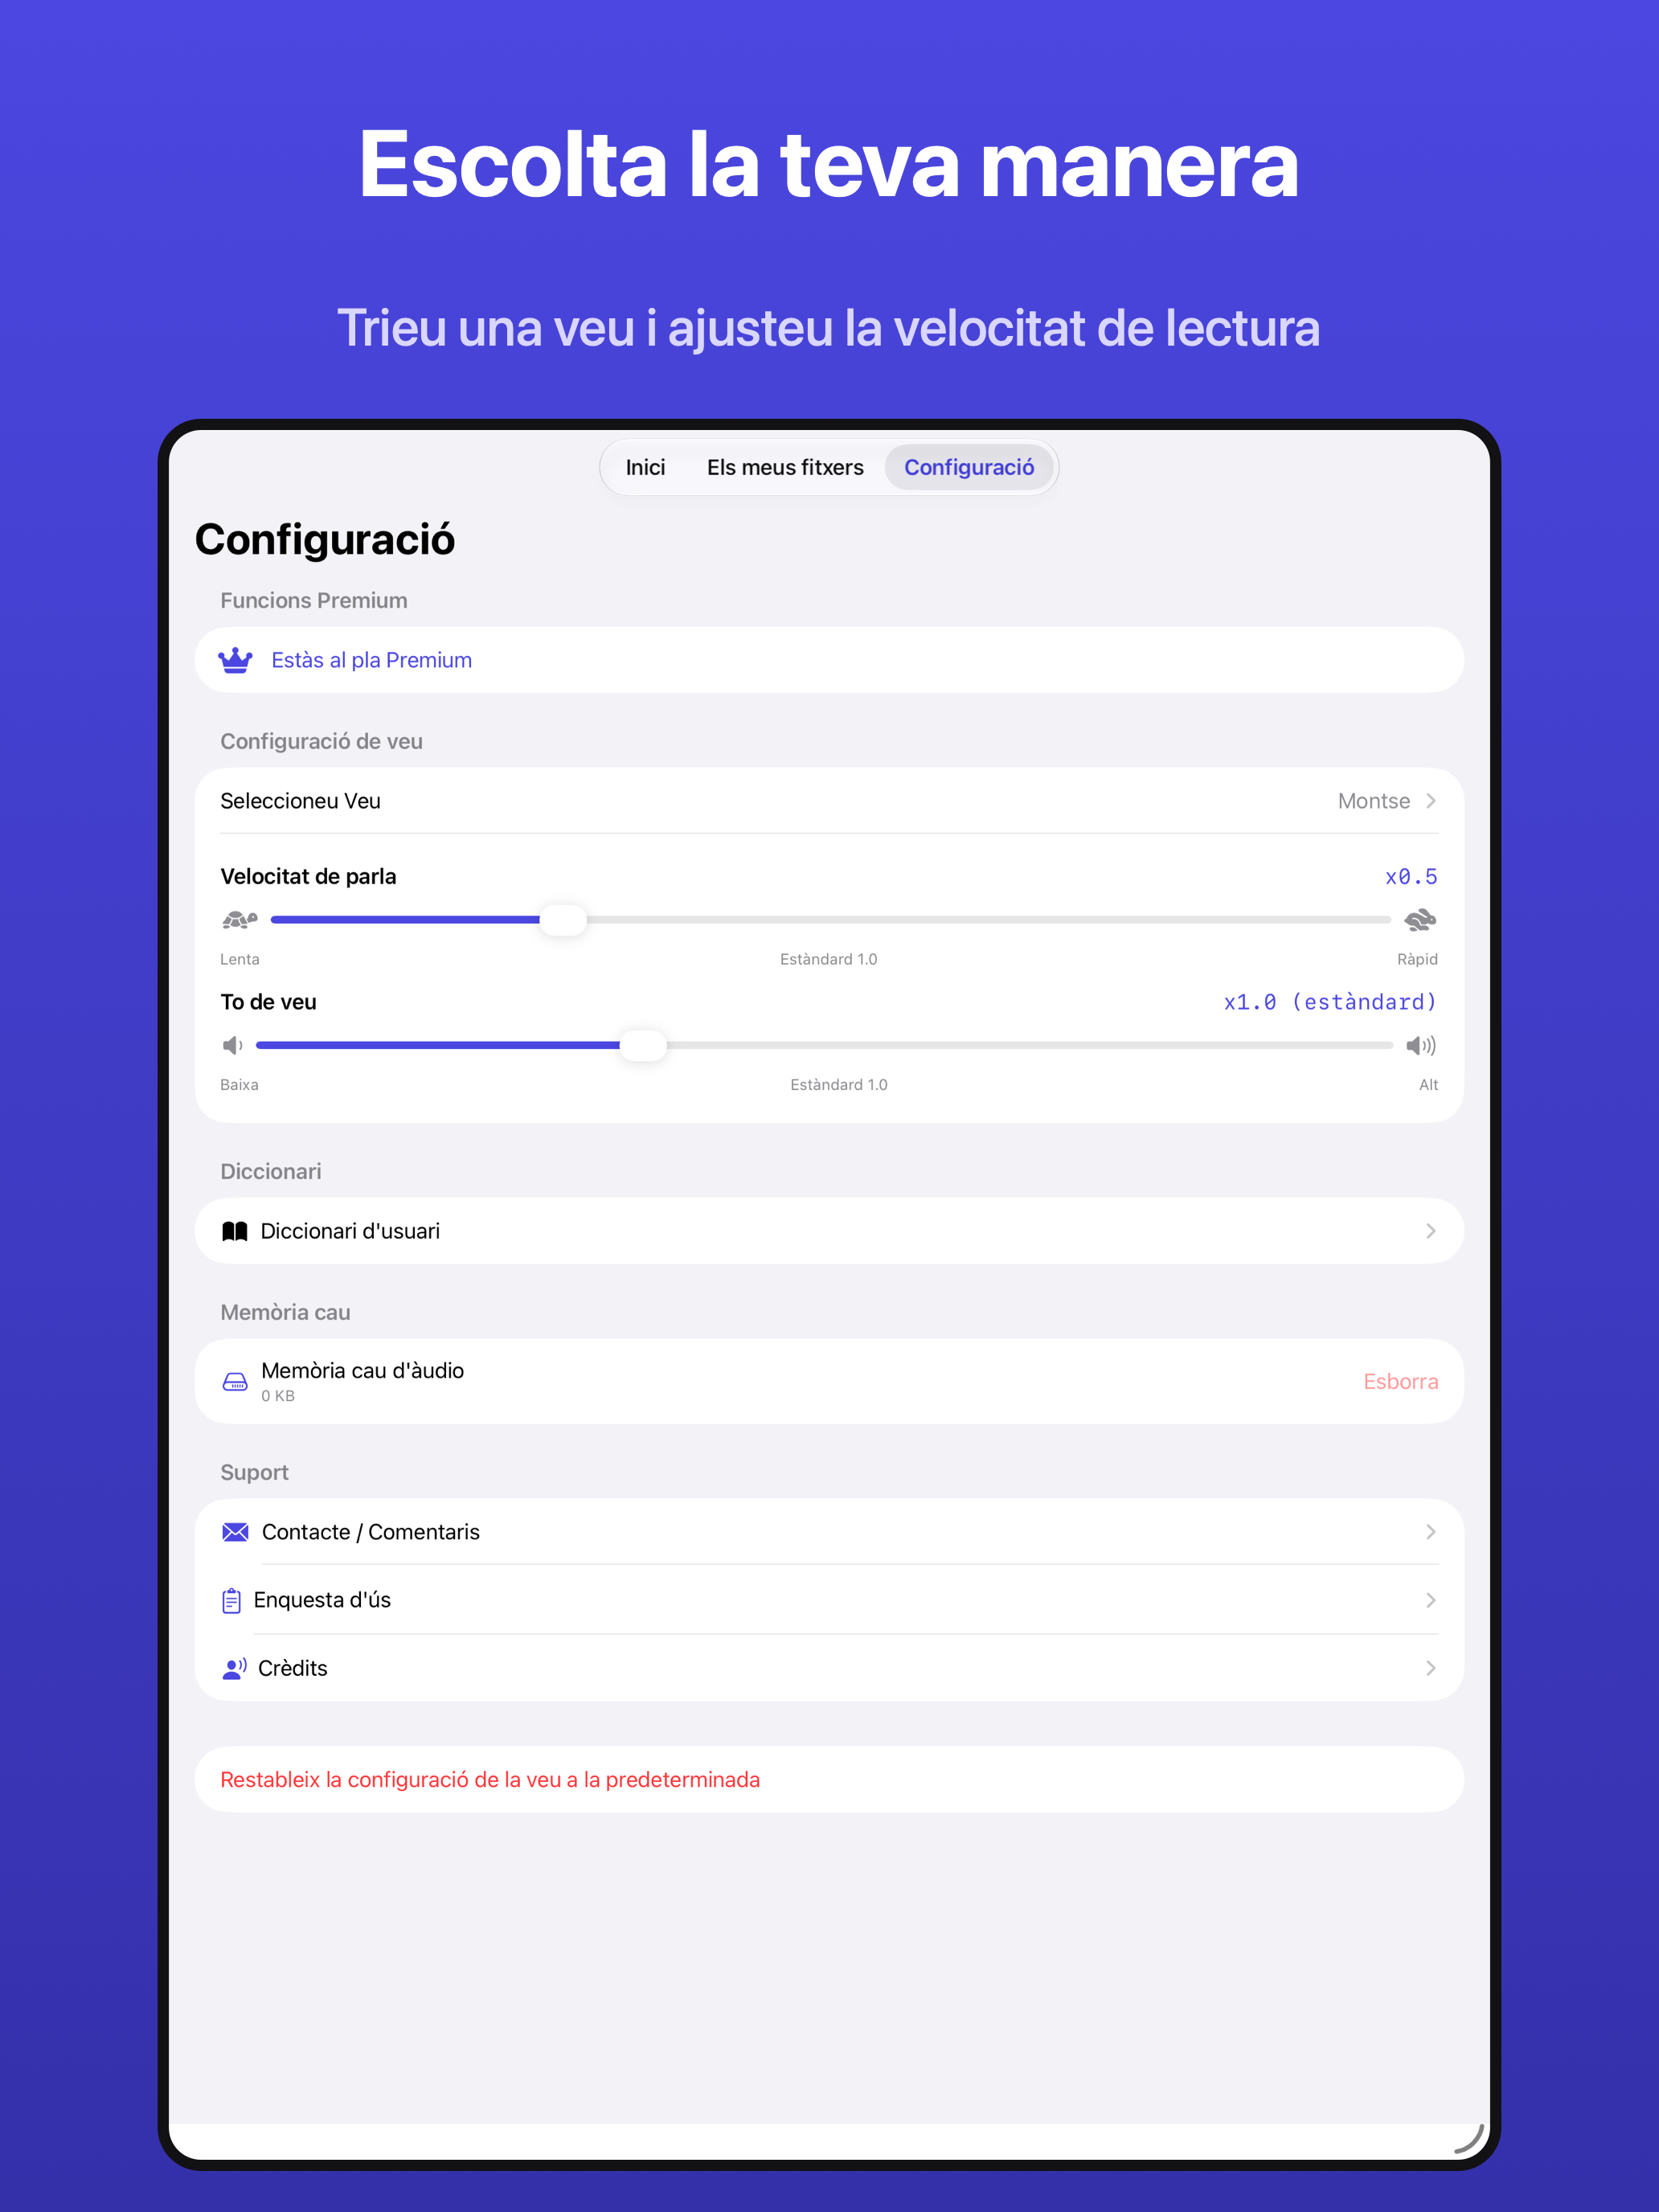 Escolta la teva manera
Trieu una veu i ajusteu la velocitat de lectura
Inici
Els meus fitxers
Configuració
Configuració
Funcions Premium
Estàs al pla Premium
Configuració de veu
Seleccioneu Veu
Montse
Velocitat de parla
x0.5
Lenta
Estàndard 1.0
Ràpid
To de veu
x1.0 (estàndard)
Baixa
Estàndard 1.0
Alt
Diccionari
Diccionari d'usuari
Memòria cau
Memòria cau d'àudio
0 KB
Esborra
Suport
Contacte / Comentaris
Enquesta d'ús
Crèdits
Restableix la configuració de la veu a la predeterminada